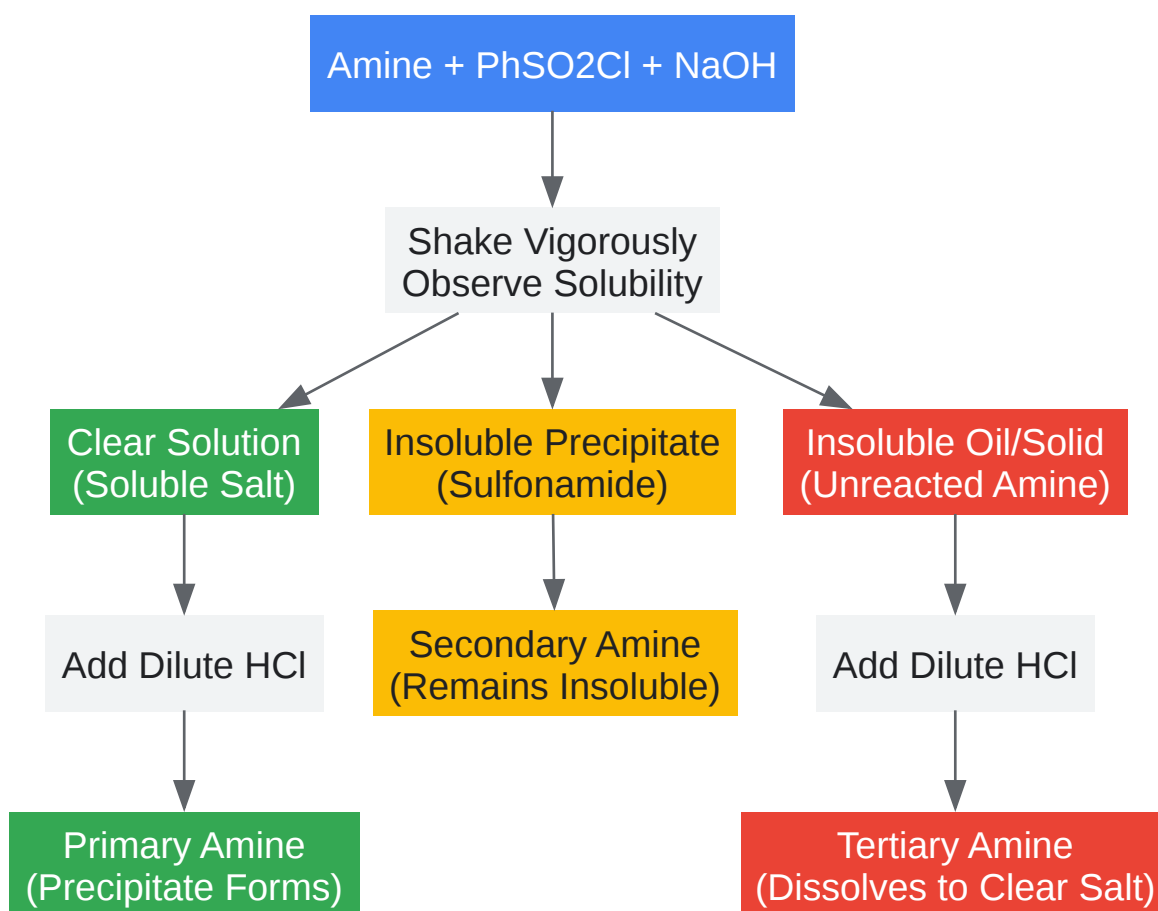 Amine + PhSO2Cl + NaOH
Shake Vigorously
Observe Solubility
Clear Solution
(Soluble Salt)
Insoluble Precipitate
(Sulfonamide)
Insoluble Oil/Solid
(Unreacted Amine)
Add Dilute HCl
Secondary Amine
(Remains Insoluble)
Add Dilute HCl
Primary Amine
(Precipitate Forms)
Tertiary Amine
(Dissolves to Clear Salt)